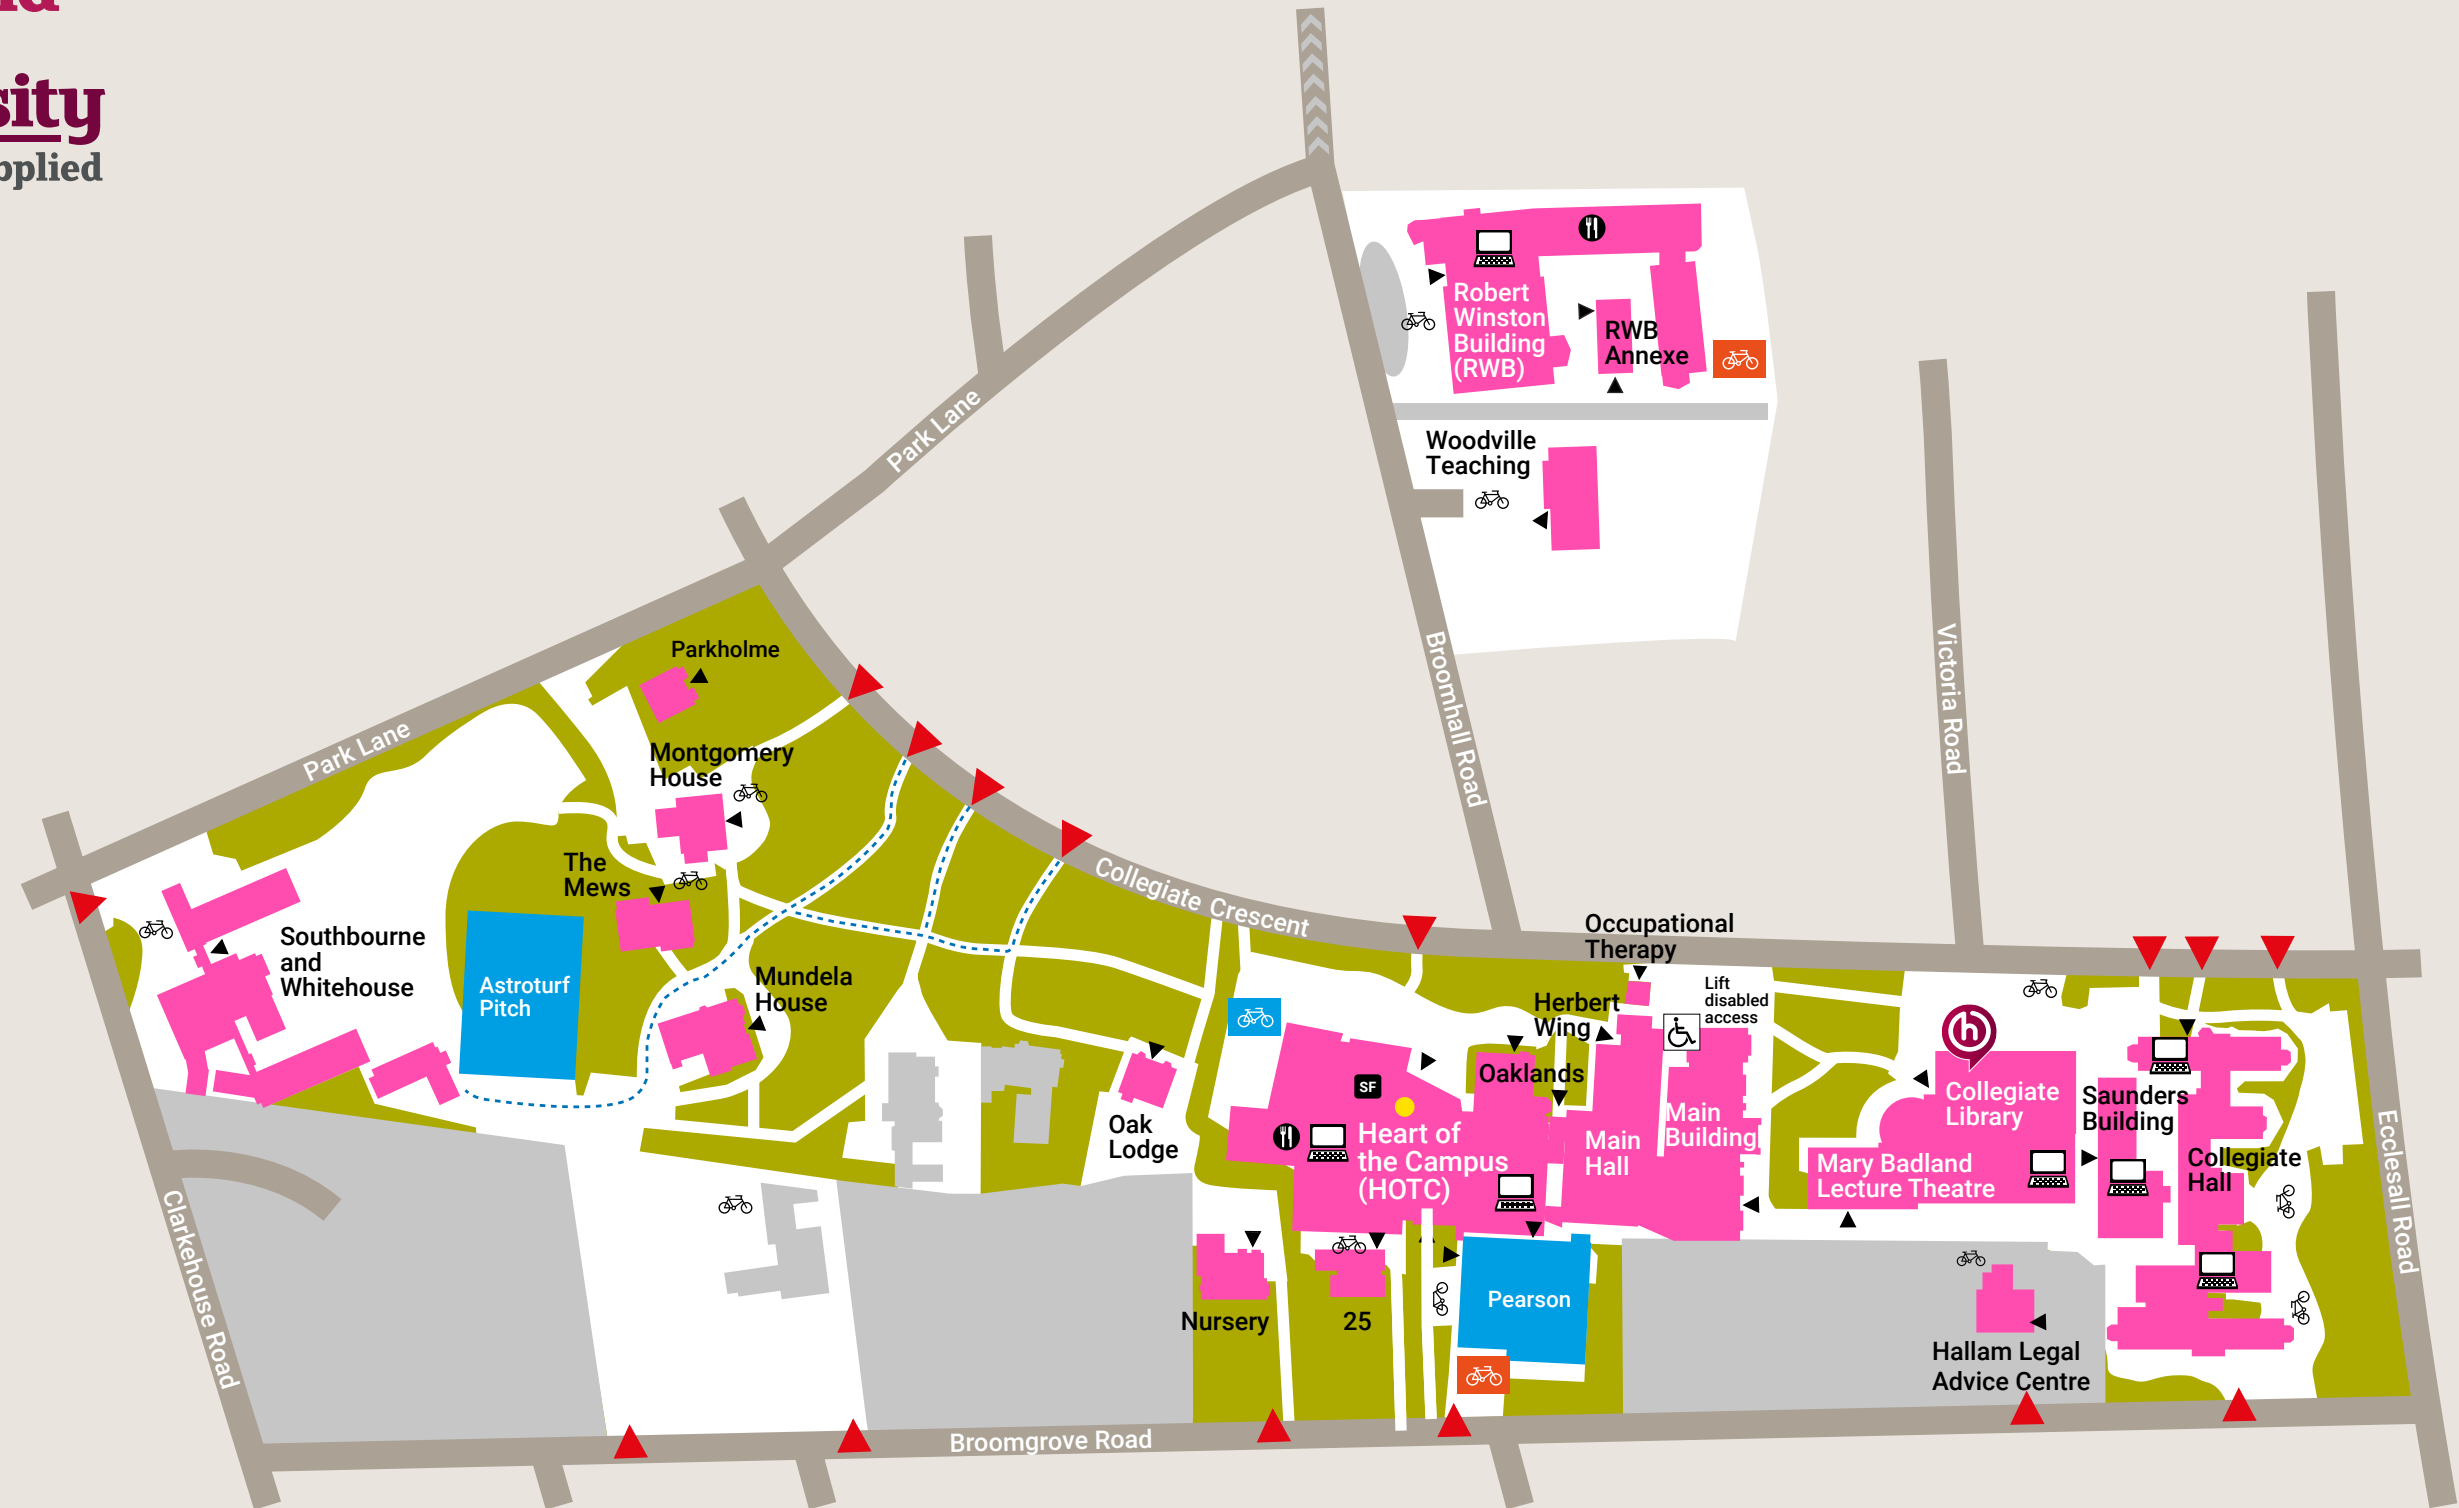 sity
pplied
Robert
Winston
Building
(RWB)
RWB
Annexe
Park Lane
Woodville
Teaching
Parkholme
Broomhall Road
Victoria Road
Park Lane
Montgomery
House
The
Mews
Collegiate Crescent
Occupational
Therapy
Southbourne
and
Whitehouse
Astroturf
Pitch
Mundela
House
Herbert
Wing
Lift
disabled
access
h
Oaklands
SF
Collegiate
Library
Saunders
Building
Main
Building
Main
Hall
Heart of
the Campus
(HOTC)
Oak
Lodge
Mary Badland
Lecture Theatre
Collegiate
Hall
Ecclesall Road
Clarkehouse Road
Nursery
25
Pearson
Hallam Legal
Advice Centre
Broomgrove Road